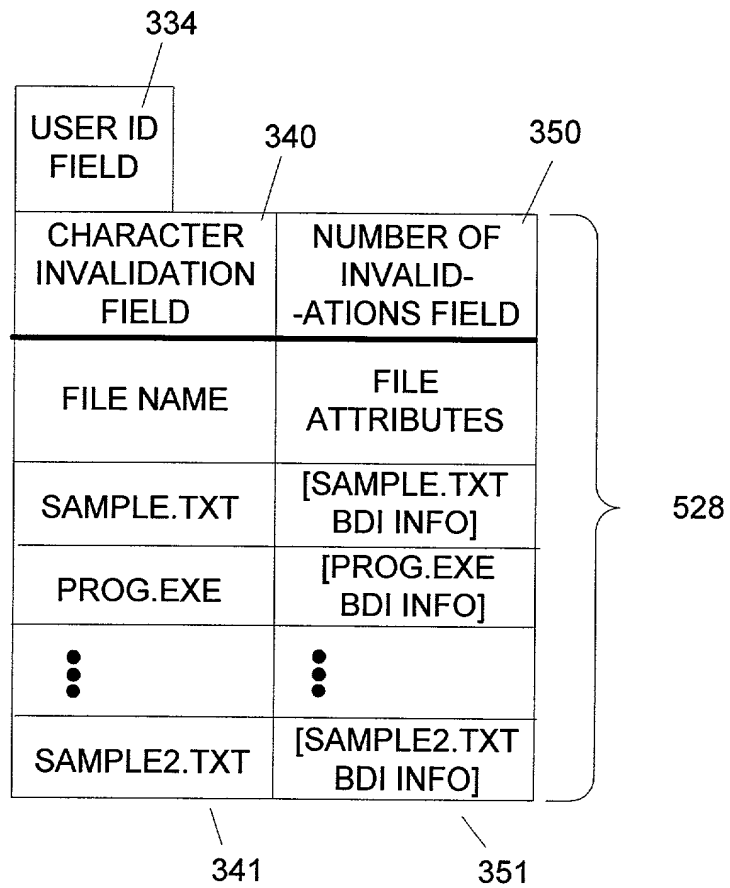 334
USER ID
FIELD
340
350
CHARACTER
INVALIDATION
FIELD
NUMBER OF
INVALID-
-ATIONS FIELD
FILE NAME
FILE
ATTRIBUTES
SAMPLE.TXT
[SAMPLE.TXT
BDI INFO]
528
PROG.EXE
[PROG.EXE
BDI INFO]
SAMPLE2.TXT
[SAMPLE2.TXT
BDI INFO]
341
351